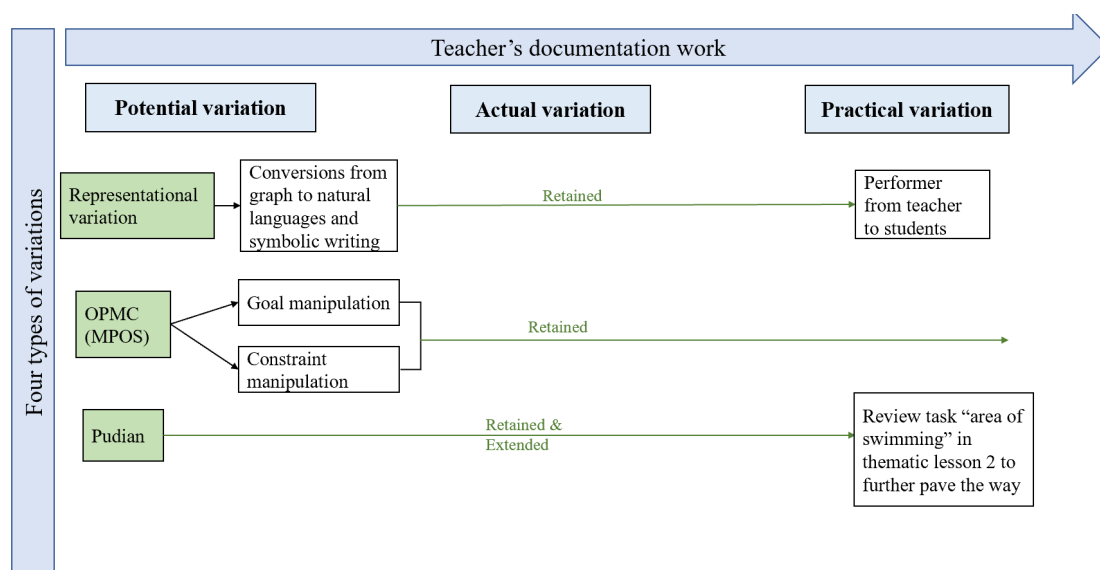 Teacher's documentation work
Four types of variations
Potential variation
Actual variation
Practical variation
Representational
variation
Conversions from
graph to natural
languages and
symbolic writing
Retained
Performer
from teacher
to students
OPMC
(MPOS)
Goal manipulation
Constraint
manipulation
Retained
Pudian
Retained &
Extended
Review task “area of
swimming” in
thematic lesson 2 to
further pave the way